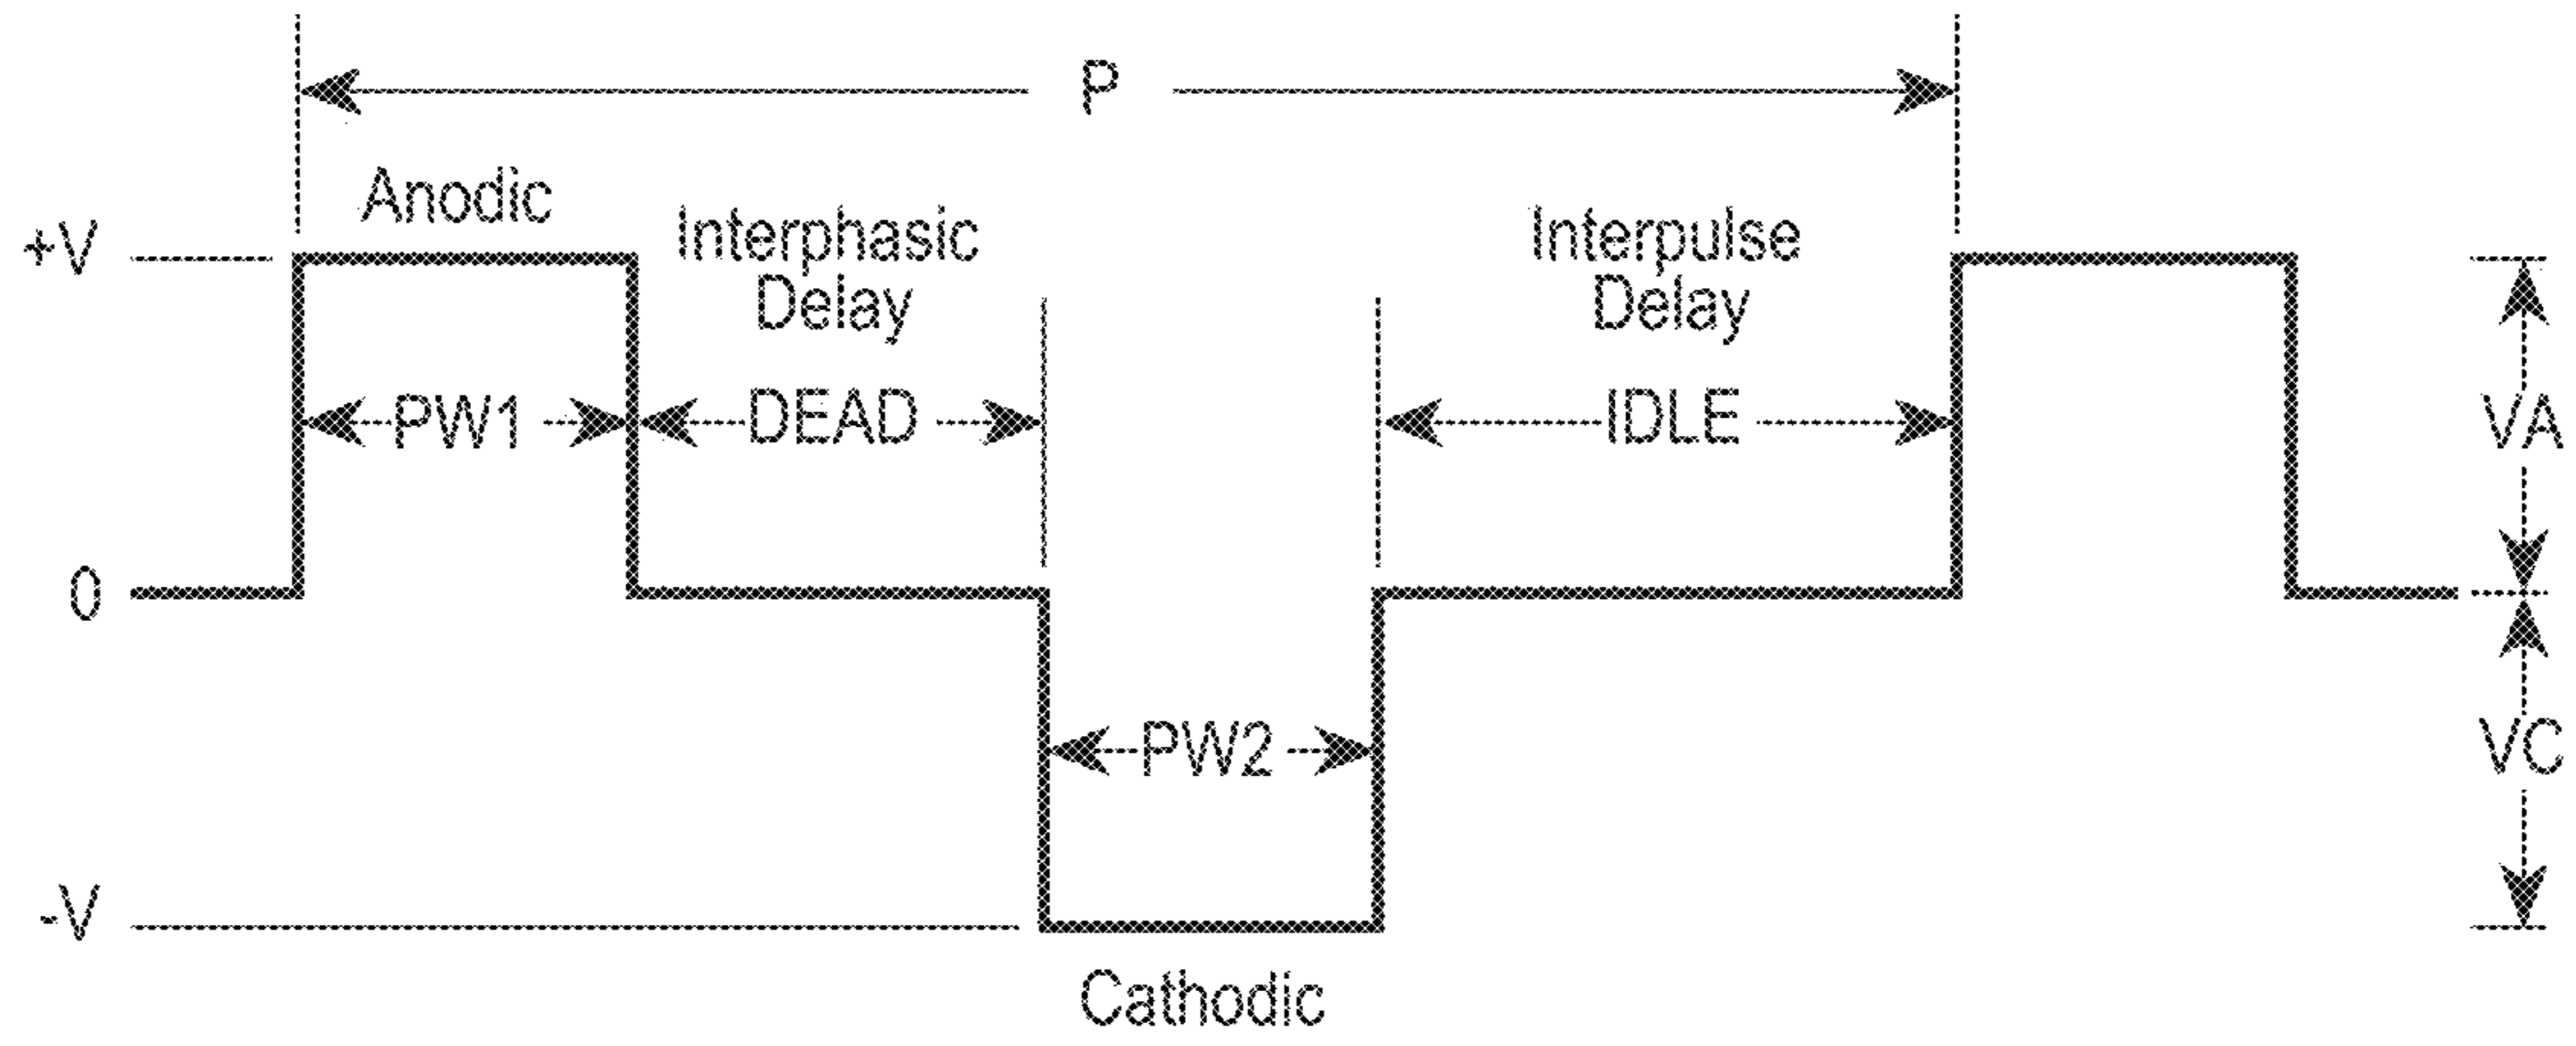 P
Anodic
+V
Interphasic
Delay
Interpulse
Delay
PW1
DEAD
IDLE
VA
0
PW2
VC
-V
Cathodic